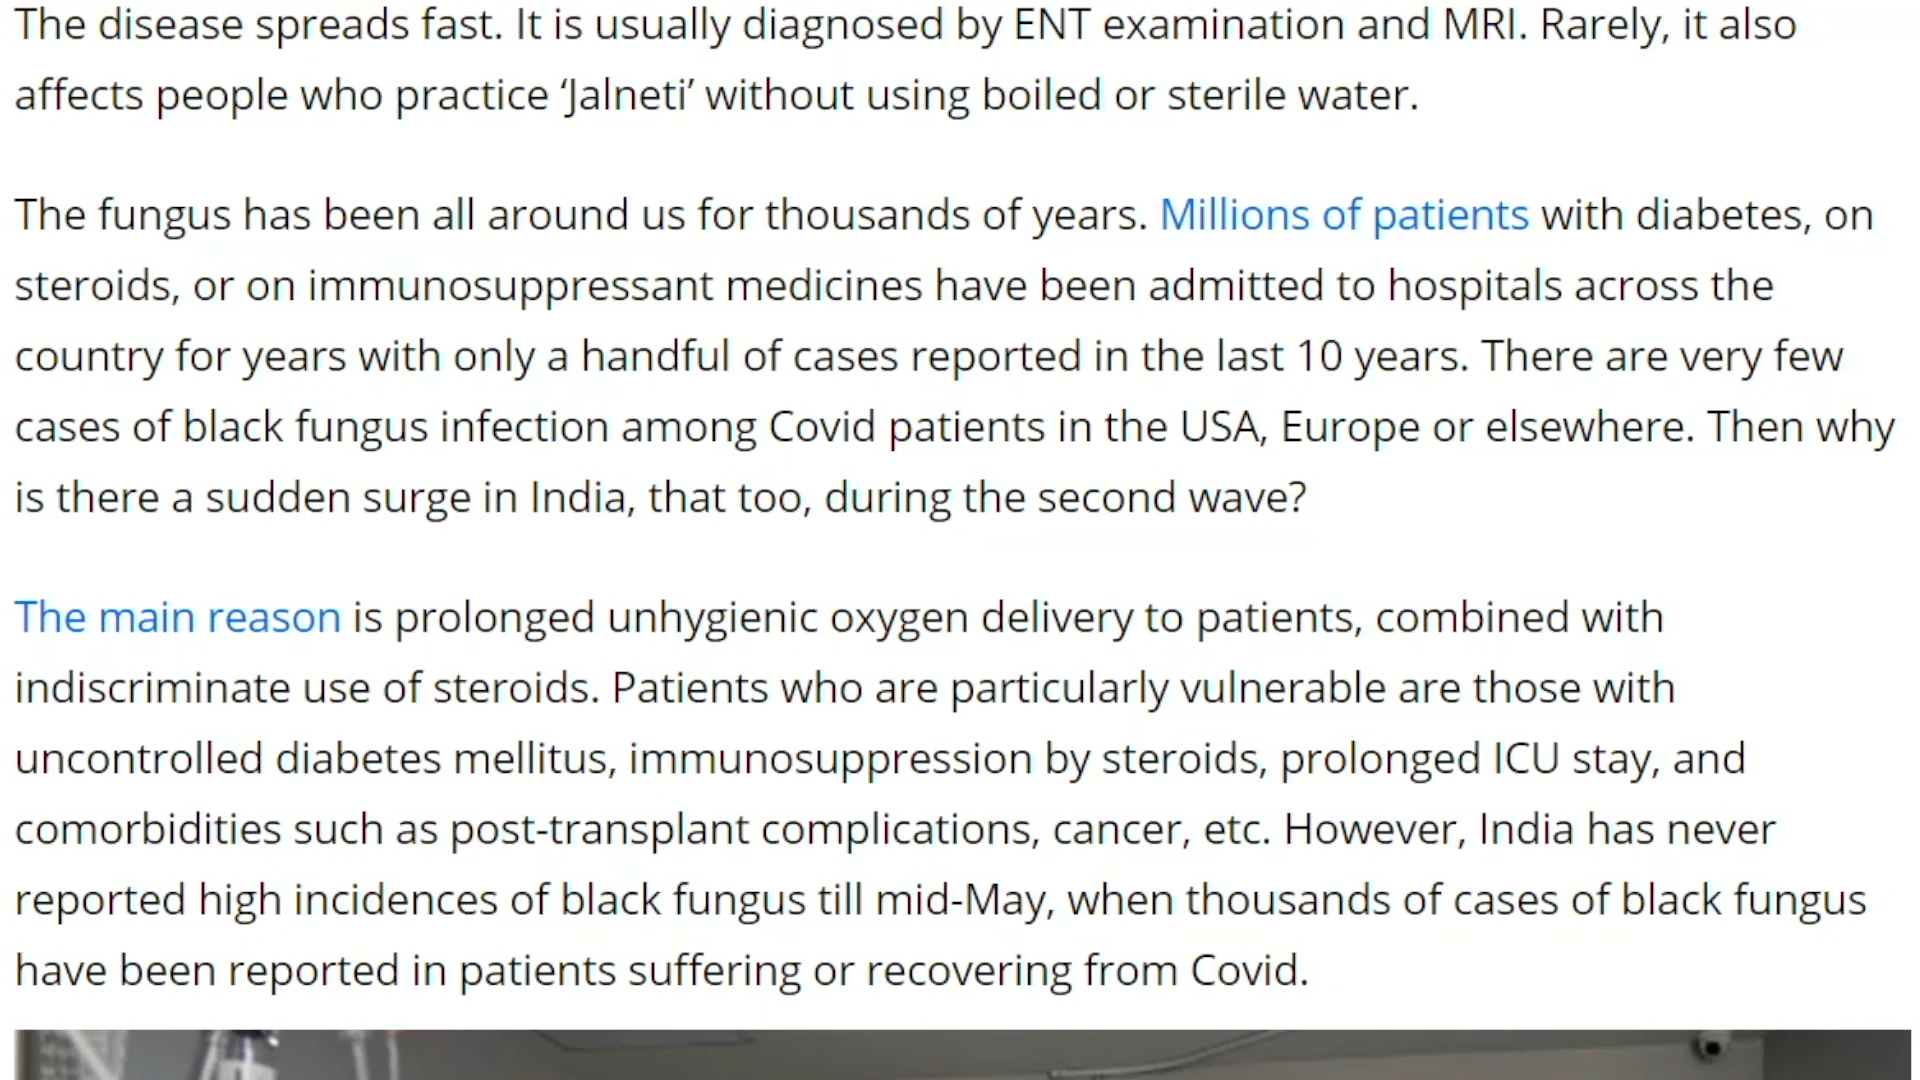 The disease spreads fast. It is usually diagnosed by ENT examination and MRI. Rarely, it also
affects people who practice ‘Jalneti’ without using boiled or sterile water.
The fungus has been all around us for thousands of years. Millions of patients with diabetes, on
steroids, or on immunosuppressant medicines have been admitted to hospitals across the
country for years with only a handful of cases reported in the last 10 years. There are very few
cases of black fungus infection among Covid patients in the USA, Europe or elsewhere. Then why
is there a sudden surge in India, that too, during the second wave?
The main reason is prolonged unhygienic oxygen delivery to patients, combined with
indiscriminate use of steroids. Patients who are particularly vulnerable are those with
uncontrolled diabetes mellitus, immunosuppression by steroids, prolonged ICU stay, and
comorbidities such as post-transplant complications, cancer, etc. However, India has never
reported high incidences of black fungus till mid-May, when thousands of cases of black fungus
have been reported in patients suffering or recovering from Covid.